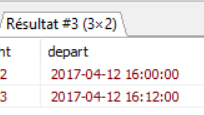 Résultat #3 (3×2)
nt depart
2 2017-04-12 16:00:00
3 2017-04-12 16:12:00